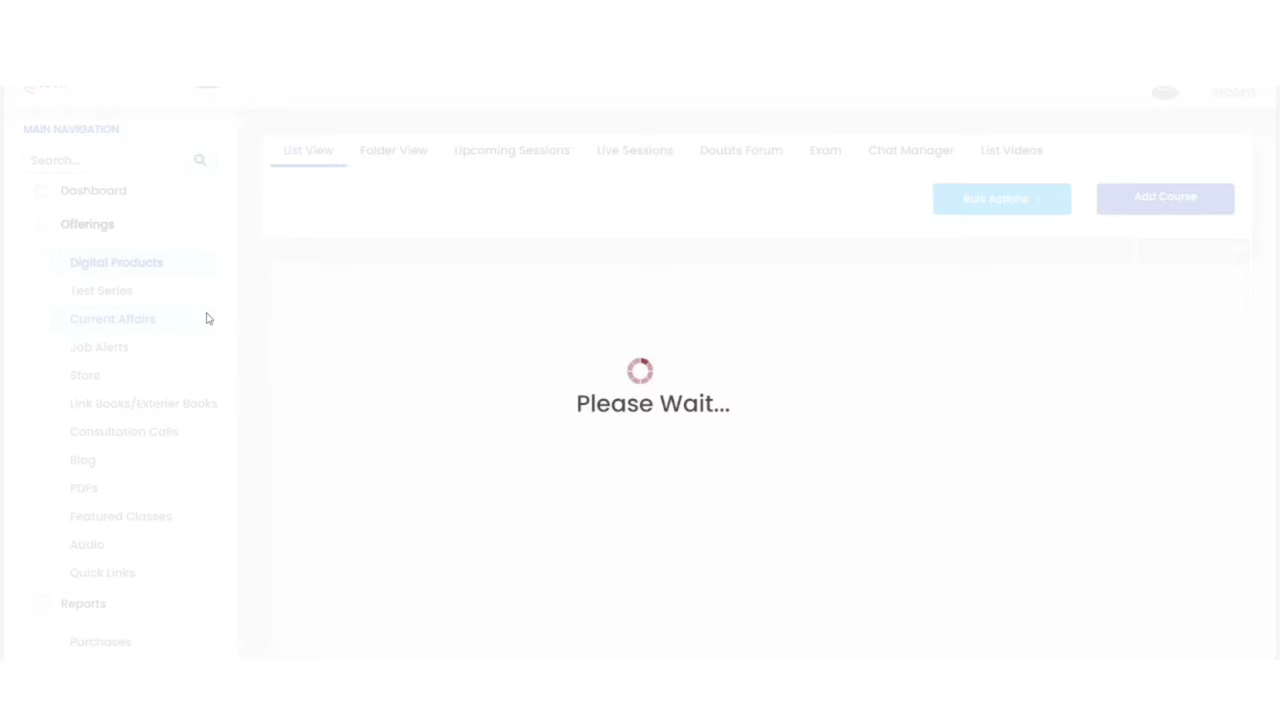 MAIN NAVIGATION
Search...
Dashboard
Offerings
Digital Products
Test Series
Current Affairs
Job Alerts
Store
Link Books/Exterior Books
Consultation Calls
Blog
PDFs
Featured Classes
Audio
Quick Links
Reports
Purchases
List View
Folder View
Upcoming Sessions
Live Sessions
Doubts Forum
Exam
Chat Manager
List Videos
Bulk Actions
Add Course
Please Wait...